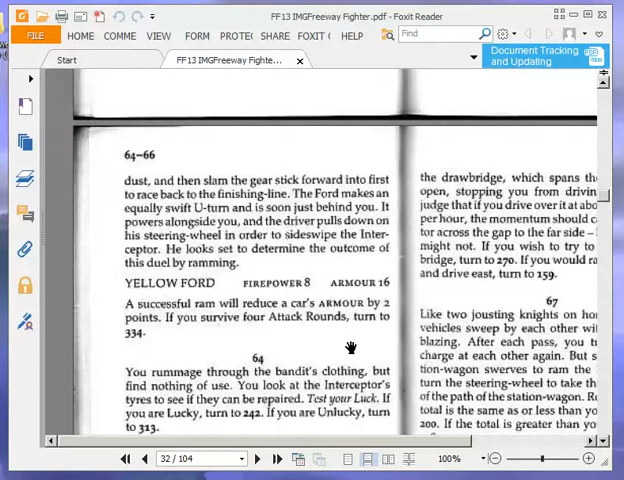 FF13 IMGFreeway Fighter.pdf - Foxit Reader
FILE HOME COMME ORGAN FORM PROTE SHARE FOXIT C HELP Find
Document Tracking
and Updating
Start FF13 IMGFreeway Fighte...
64–66
dust, and then slam the gear stick forward into first
to race back to the finishing-line. The Ford makes an
equally swift U-turn and is soon just behind you. It
powers alongside you, and the driver pulls down on
his steering-wheel in order to sideswipe the Inter-
ceptor. He looks set to determine the outcome of
this duel by ramming.
YELLOW FORD FIREPOWER 8 ARMOUR 16
A successful ram will reduce a car's ARMOUR by 2
points. If you survive four Attack Rounds, turn to
334.
64
You rummage through the bandit's clothing, but
find nothing of use. You look at the Interceptor's
tyres to see if they can be repaired. Test your Luck. If
you are Lucky, turn to 242. If you are Unlucky, turn
to 313.
the drawbridge, which spans th
open, stopping you from drivin
judge that if you drive over it at abo
per hour, the momentum should c
tor across the gap to the far side –
might not. If you wish to try to
bridge, turn to 270. If you would ra
and drive east, turn to 159.
67
Like two jousting knights on ho
vehicles sweep by each other wit
blazing. After each pass, you tu
charge at each other again. But s
tion-wagon swerves to ram the
turn the steering-wheel to take th
of the path of the station-wagon. R
total is the same as or less than yo
200. If the total is greater than yo
32 / 104 100%